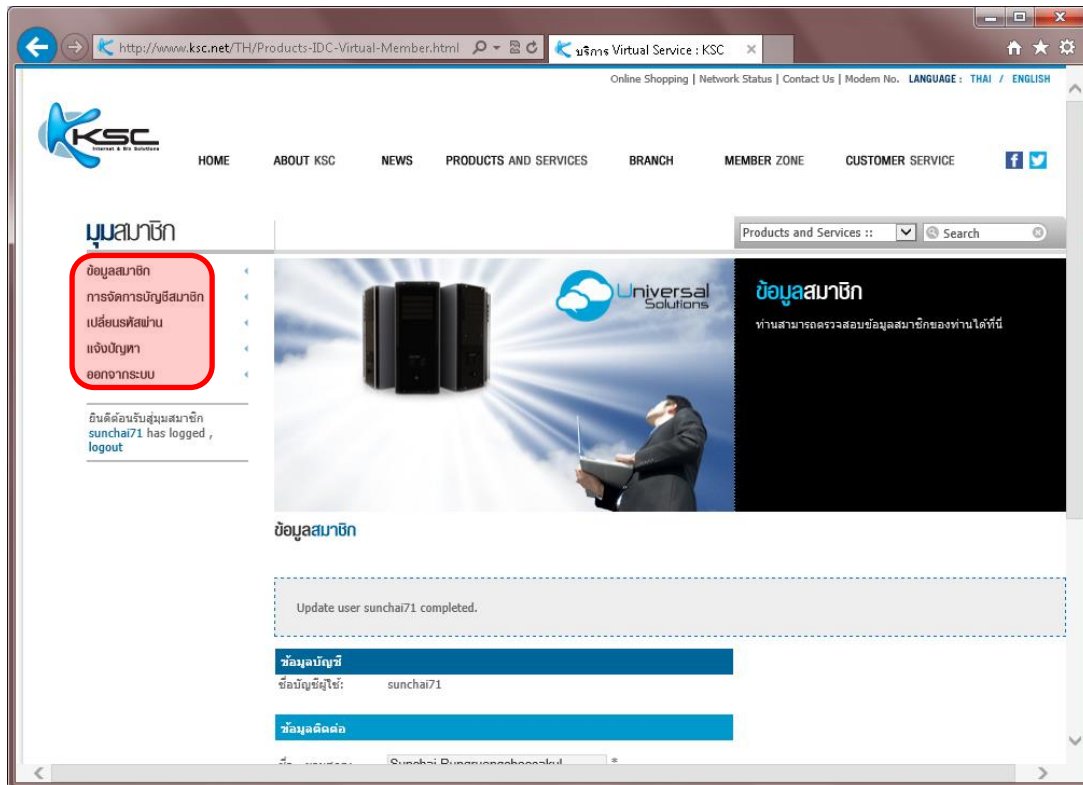 http://www.ksc.net/TH/Products-IDC-Virtual-Member.html
บริการ Virtual Service : KSC
Online Shopping | Network Status | Contact Us | Modem No. LANGUAGE : THAI / ENGLISH
KSC
Internet & Biz Solutions
HOME ABOUT KSC NEWS PRODUCTS AND SERVICES BRANCH MEMBER ZONE CUSTOMER SERVICE
มุมสมาชิก
Products and Services :: Search
ข้อมูลสมาชิก
การจัดการบัญชีสมาชิก
เปลี่ยนรหัสผ่าน
แจ้งปัญหา
ออกจากระบบ
ยินดีต้อนรับสู่มุมสมาชิก
sunchai71 has logged ,
logout
Universal
Solutions
ข้อมูลสมาชิก
ท่านสามารถตรวจสอบข้อมูลสมาชิกของท่านได้ที่นี่
ข้อมูลสมาชิก
Update user sunchai71 completed.
ข้อมูลบัญชี
ชื่อบัญชีผู้ใช้: sunchai71
ข้อมูลติดต่อ
Sunchai *